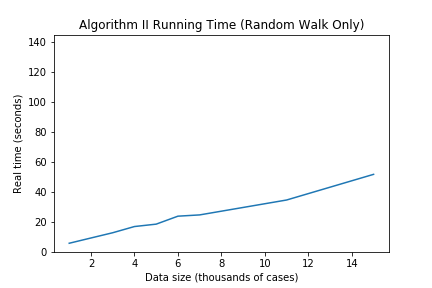 Algorithm II Running Time (Random Walk Only)
140
120
100
80
60
40
20
0
Real time (seconds)
2 4 6 8 10 12 14
Data size (thousands of cases)